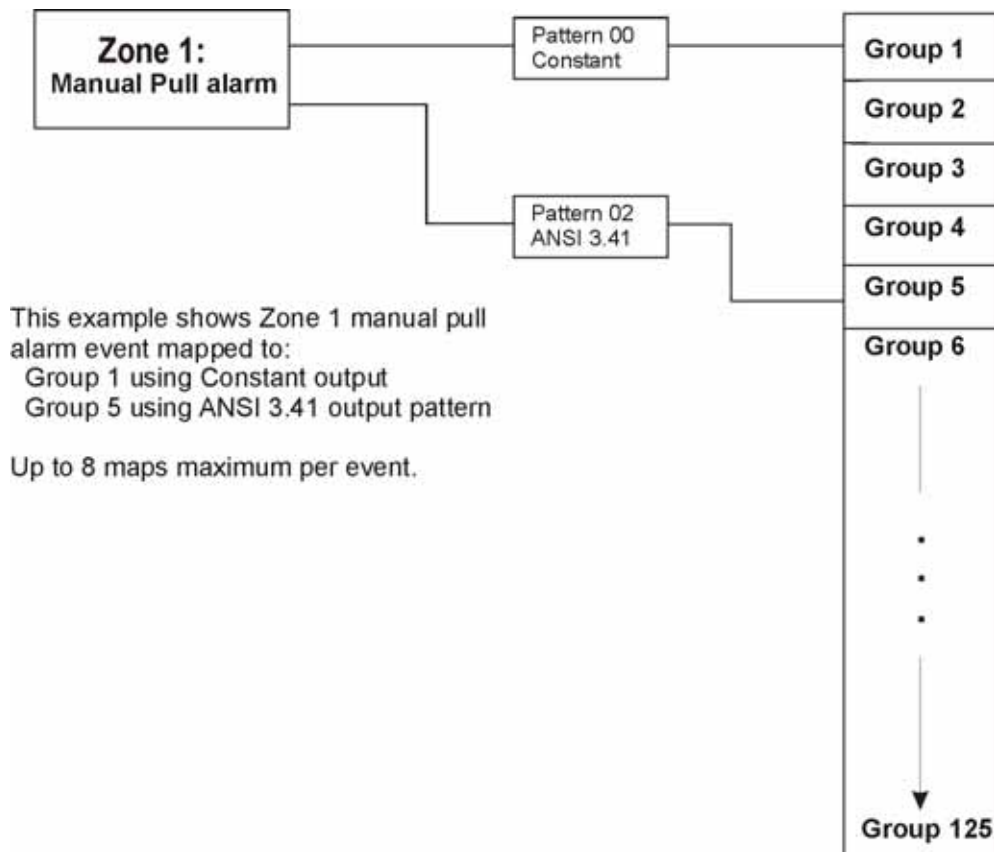 Zone 1:
Manual Pull alarm
Pattern 00
Constant
Pattern 02
ANSI 3.41
Group 1
Group 2
Group 3
Group 4
Group 5
Group 6
Group 125
This example shows Zone 1 manual pull
alarm event mapped to:
Group 1 using Constant output
Group 5 using ANSI 3.41 output pattern
Up to 8 maps maximum per event.